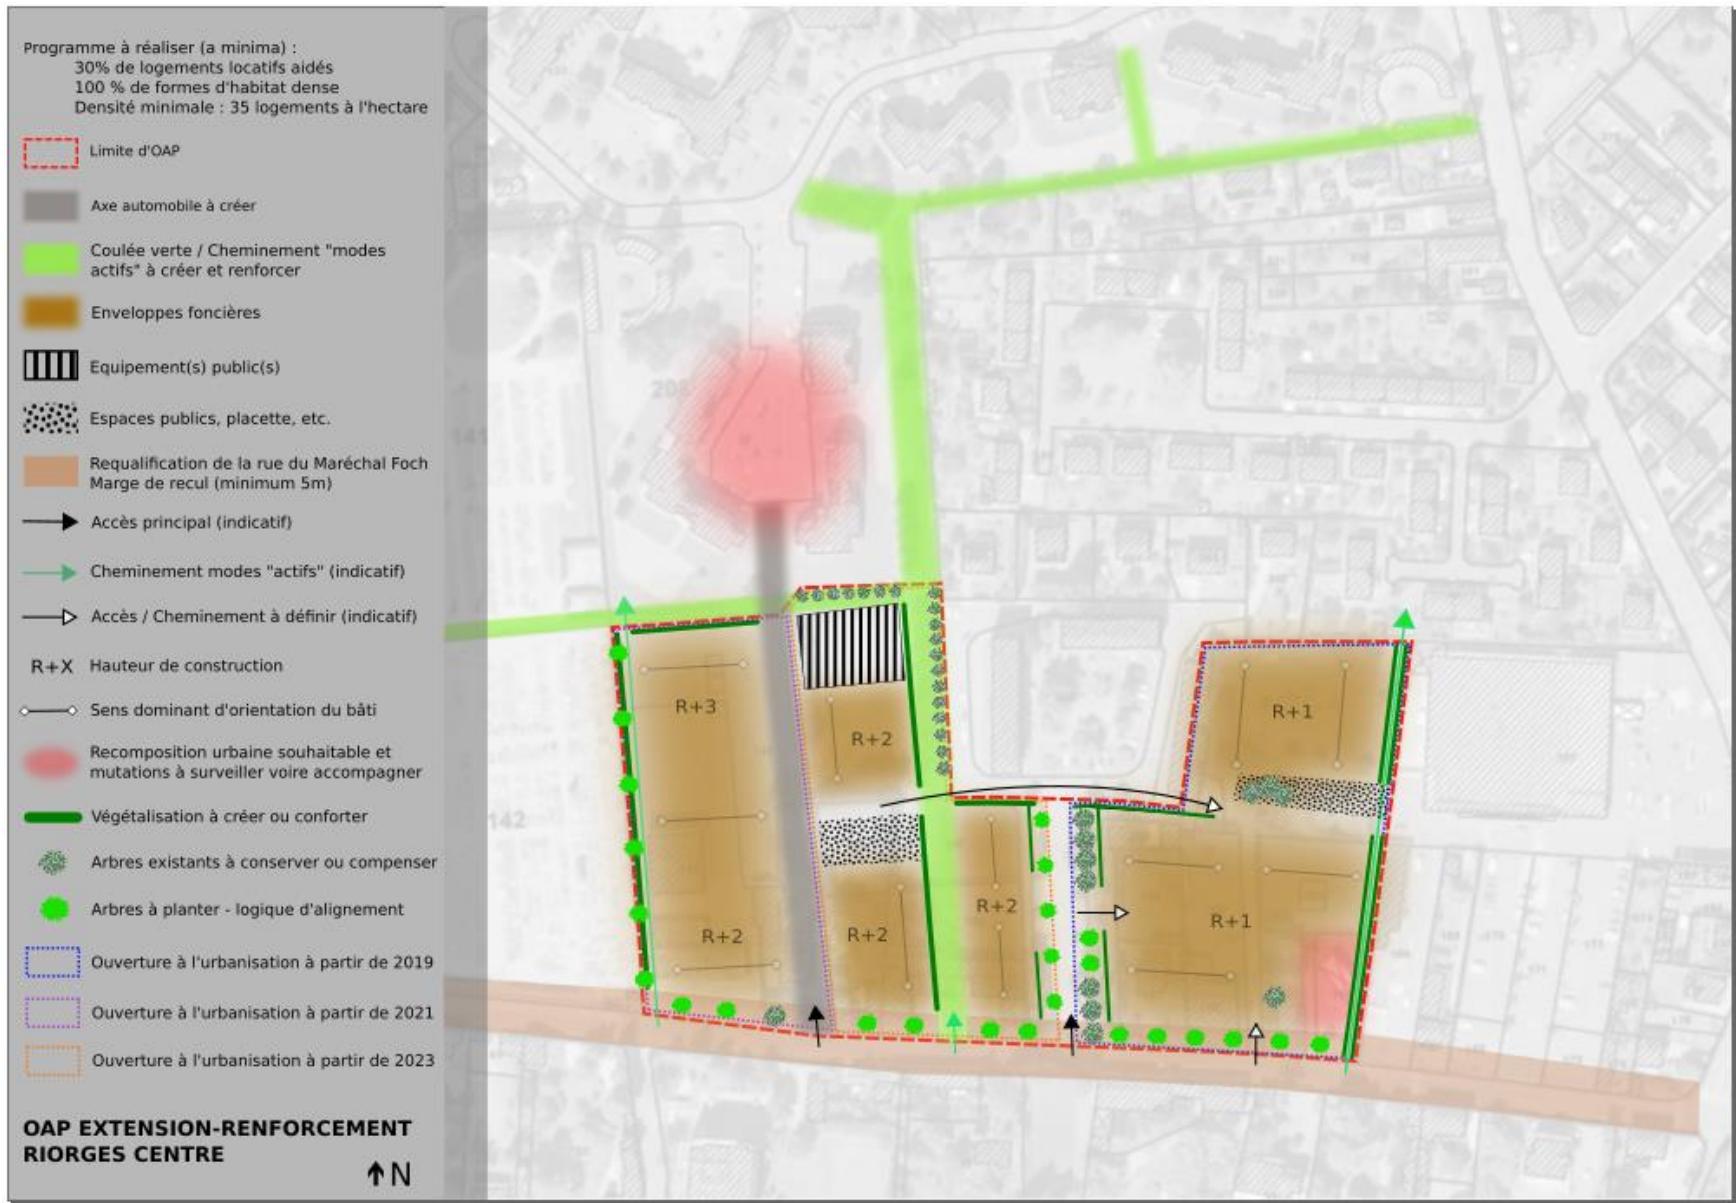 Programme à réaliser (a minima) :
30% de logements locatifs aidés
100 % de formes d'habitat dense
Densité minimale : 35 logements à l'hectare
Limite d'OAP
Axe automobile à créer
Coulée verte / Cheminement "modes
actifs" à créer et renforcer
Enveloppes foncières
Equipement(s) public(s)
Espaces publics, placette, etc.
Requalification de la rue du Maréchal Foch
Marge de recul (minimum 5m)
Accès principal (indicatif)
Cheminement modes "actifs" (indicatif)
Accès / Cheminement à définir (indicatif)
R+X Hauteur de construction
Sens dominant d'orientation du bâti
Recomposition urbaine souhaitable et
mutations à surveiller voire accompagner
Végétalisation à créer ou conforter
Arbres existants à conserver ou compenser
Arbres à planter - logique d'alignement
Ouverture à l'urbanisation à partir de 2019
Ouverture à l'urbanisation à partir de 2021
Ouverture à l'urbanisation à partir de 2023
OAP EXTENSION-RENFORCEMENT
RIORGES CENTRE
N
141
142
R+3
R+2
R+1
R+2
R+2
R+2
R+1